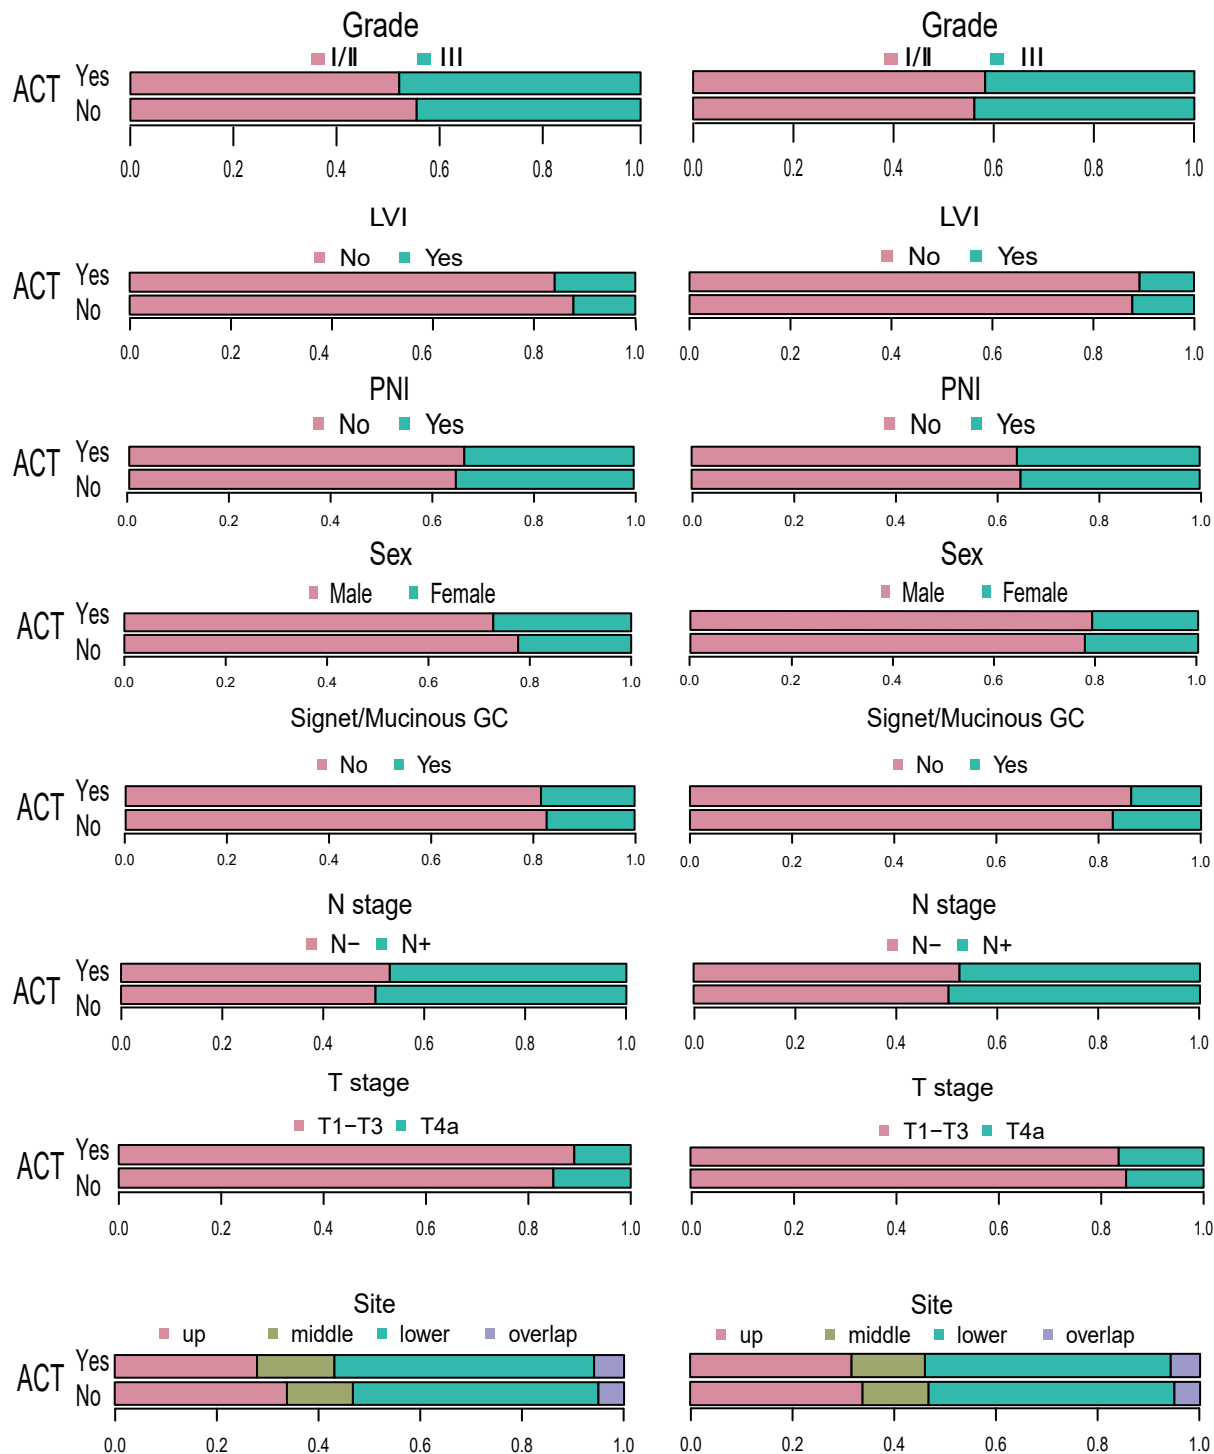 Grade Grade
I/II III I/II III
ACT Yes
No
0.0 0.2 0.4 0.6 0.8 1.0 0.0 0.2 0.4 0.6 0.8 1.0
LVI LVI
No Yes No Yes
ACT Yes
No
0.0 0.2 0.4 0.6 0.8 1.0 0.0 0.2 0.4 0.6 0.8 1.0
PNI PNI
No Yes No Yes
ACT Yes
No
0.0 0.2 0.4 0.6 0.8 1.0 0.0 0.2 0.4 0.6 0.8 1.0
Sex Sex
Male Female Male Female
ACT Yes
No
0.0 0.2 0.4 0.6 0.8 1.0 0.0 0.2 0.4 0.6 0.8 1.0
Signet/Mucinous GC Signet/Mucinous GC
No Yes No Yes
ACT Yes
No
0.0 0.2 0.4 0.6 0.8 1.0 0.0 0.2 0.4 0.6 0.8 1.0
N stage N stage
N− N+ N− N+
ACT Yes
No
0.0 0.2 0.4 0.6 0.8 1.0 0.0 0.2 0.4 0.6 0.8 1.0
T stage T stage
T1−T3 T4a T1−T3 T4a
ACT Yes
No
0.0 0.2 0.4 0.6 0.8 1.0 0.0 0.2 0.4 0.6 0.8 1.0
Site Site
up middle lower overlap up middle lower overlap
ACT Yes
No
0.0 0.2 0.4 0.6 0.8 1.0 0.0 0.2 0.4 0.6 0.8 1.0